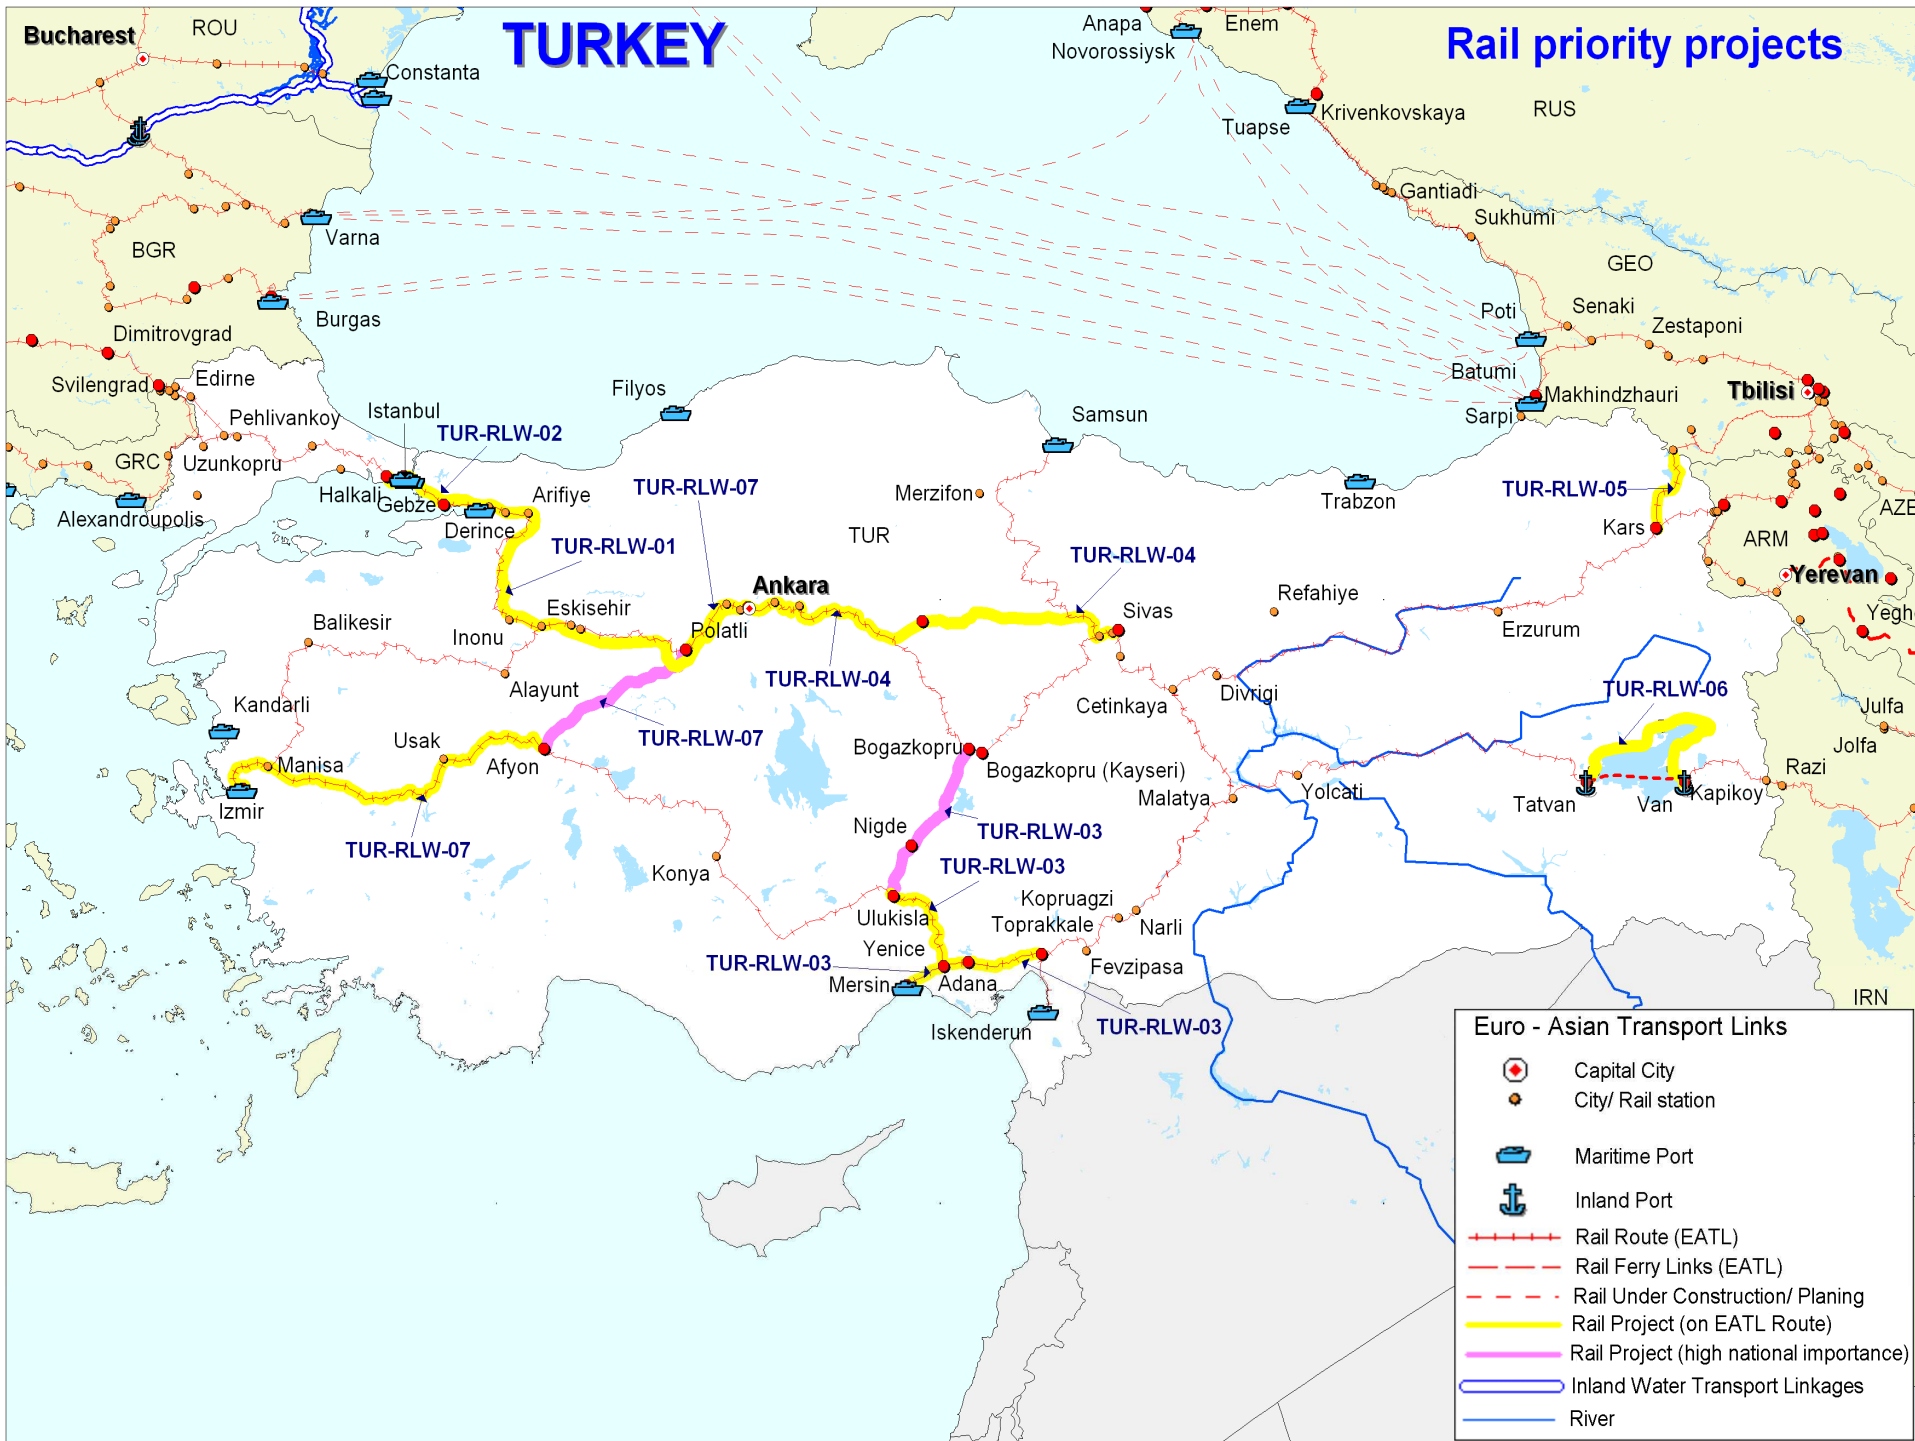 TURKEY
Rail priority projects
Bucharest
ROU
Constanta
Anapa
Novorossiysk
Enem
Tuapse
Krivenkovskaya
RUS
Gantiadi
Sukhumi
GEO
Varna
BGR
Burgas
Poti
Senaki
Zestaponi
Dimitrovgrad
Svilengrad
Edirne
Batumi
Makhindzhauri
Sarpi
Tbilisi
Filyos
Samsun
Istanbul
Pehlivankoy
TUR-RLW-02
GRC
Uzunkopru
Halkali
Gebze
Derince
Arifiye
TUR-RLW-07
Merzifon
Trabzon
TUR-RLW-05
Alexandroupolis
AZE
Kars
TUR
ARM
TUR-RLW-01
TUR-RLW-04
Ankara
Yerevan
Yegh
Balikesir
Inonu
Eskisehir
Polatli
Sivas
Refahiye
Erzurum
Alayunt
TUR-RLW-04
Divrigi
TUR-RLW-06
Kandarli
Cetinkaya
Julfa
Jolfa
Usak
Afyon
TUR-RLW-07
Bogazkopru
Bogazkopru (Kayseri)
Manisa
Izmir
Malatya
Yolcati
Tatvan
Van
Kapikoy
Razi
TUR-RLW-07
Nigde
TUR-RLW-03
Konya
TUR-RLW-03
Kopruagzi
Ulukisla
Toprakkale
Narli
Yenice
TUR-RLW-03
Mersin
Adana
Fevzipasa
Iskenderun
TUR-RLW-03
IRN
Euro - Asian Transport Links
Capital City
City/ Rail station
Maritime Port
Inland Port
Rail Route (EATL)
Rail Ferry Links (EATL)
Rail Under Construction/ Planing
Rail Project (on EATL Route)
Rail Project (high national importance)
Inland Water Transport Linkages
River